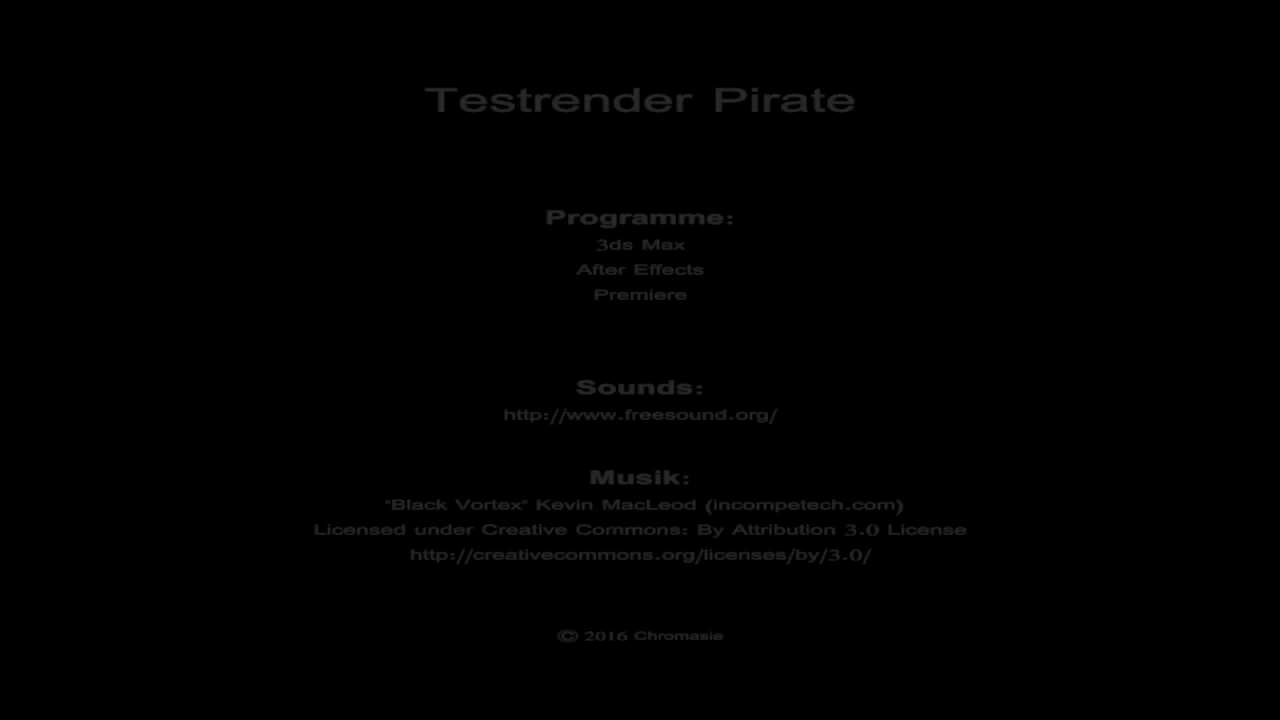 Testrender Pirate
Programme:
3ds Max
After Effects
Premiere
Sounds:
http://www.freesound.org/
Musik:
"Black Vortex" Kevin MacLeod (incompetech.com)
Licensed under Creative Commons: By Attribution 3.0 License
http://creativecommons.org/licenses/by/3.0/
© 2016 Chromasie